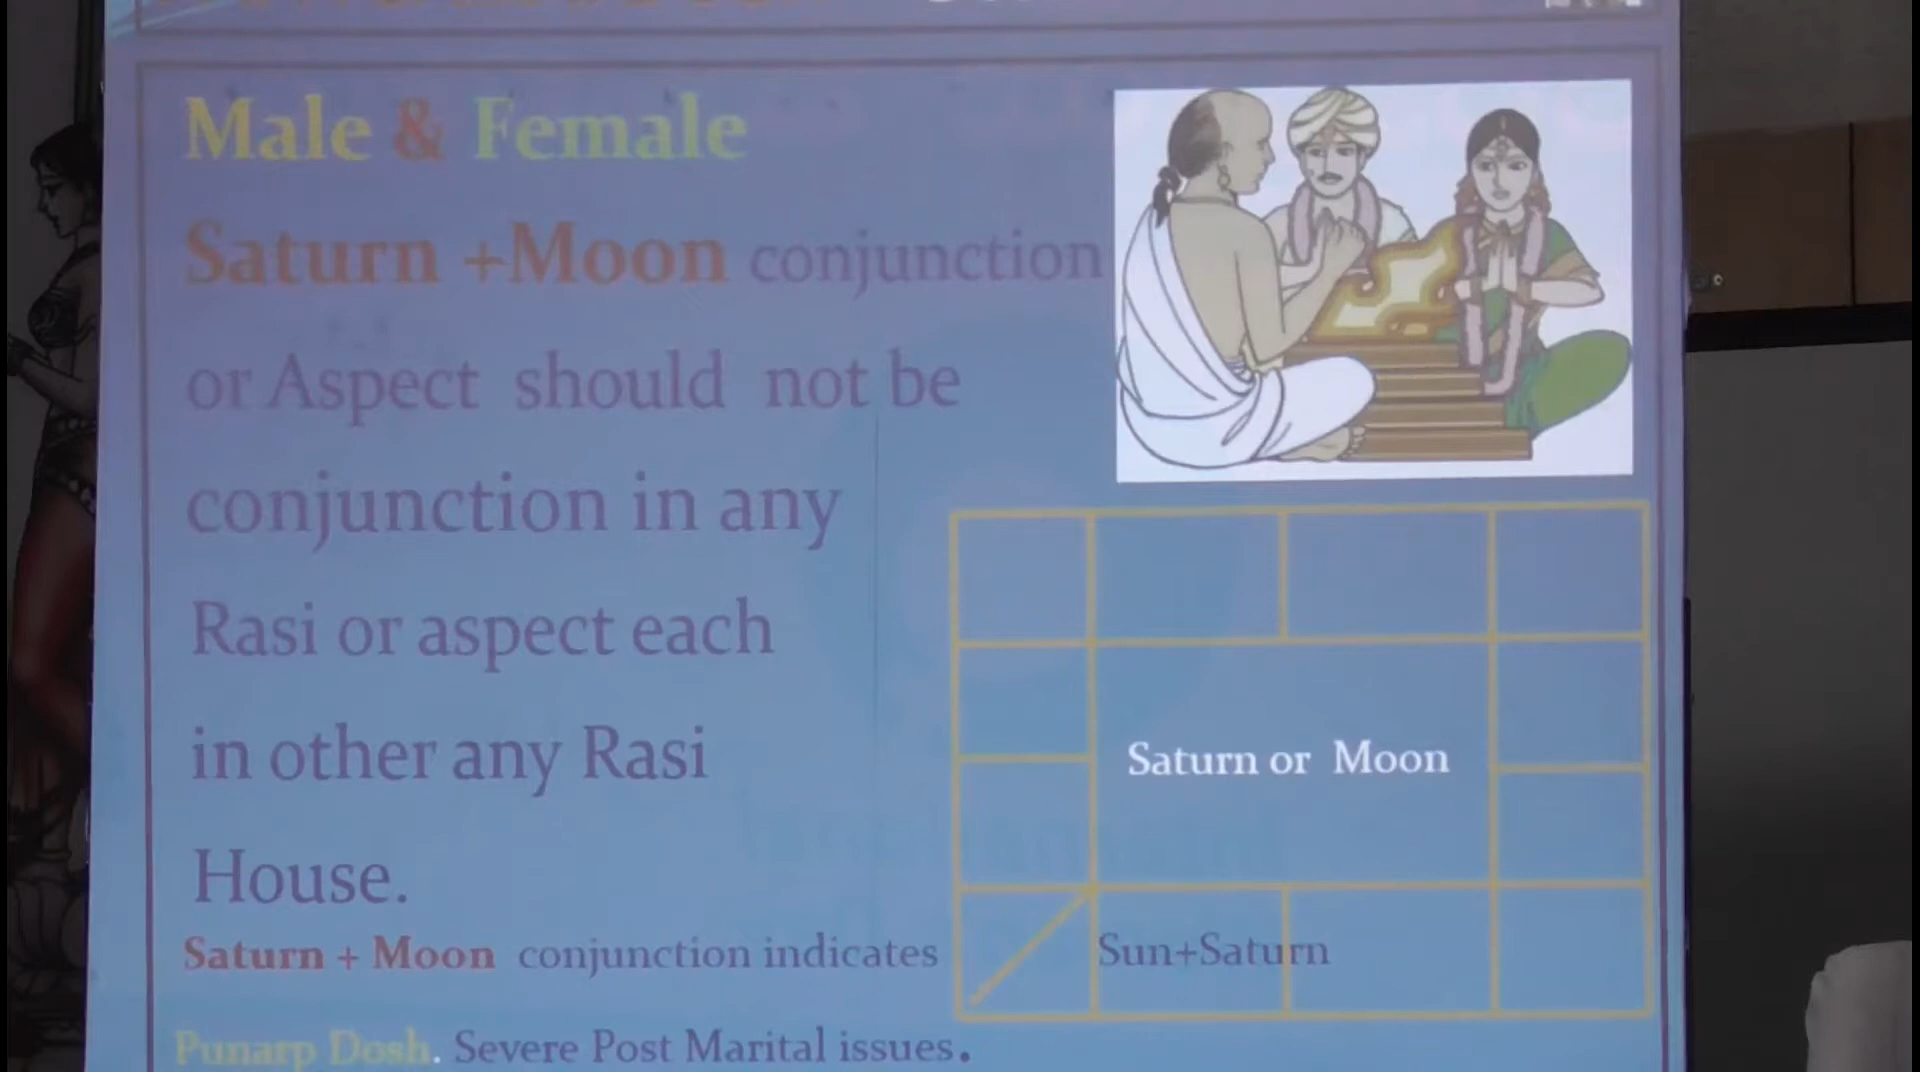 Male & Female
Saturn +Moon conjunction
or Aspect should not be
conjunction in any
Rasi or aspect each
in other any Rasi
House.
Saturn or Moon
Saturn + Moon conjunction indicates
Sun+Saturn
Punarp Dosh. Severe Post Marital issues.